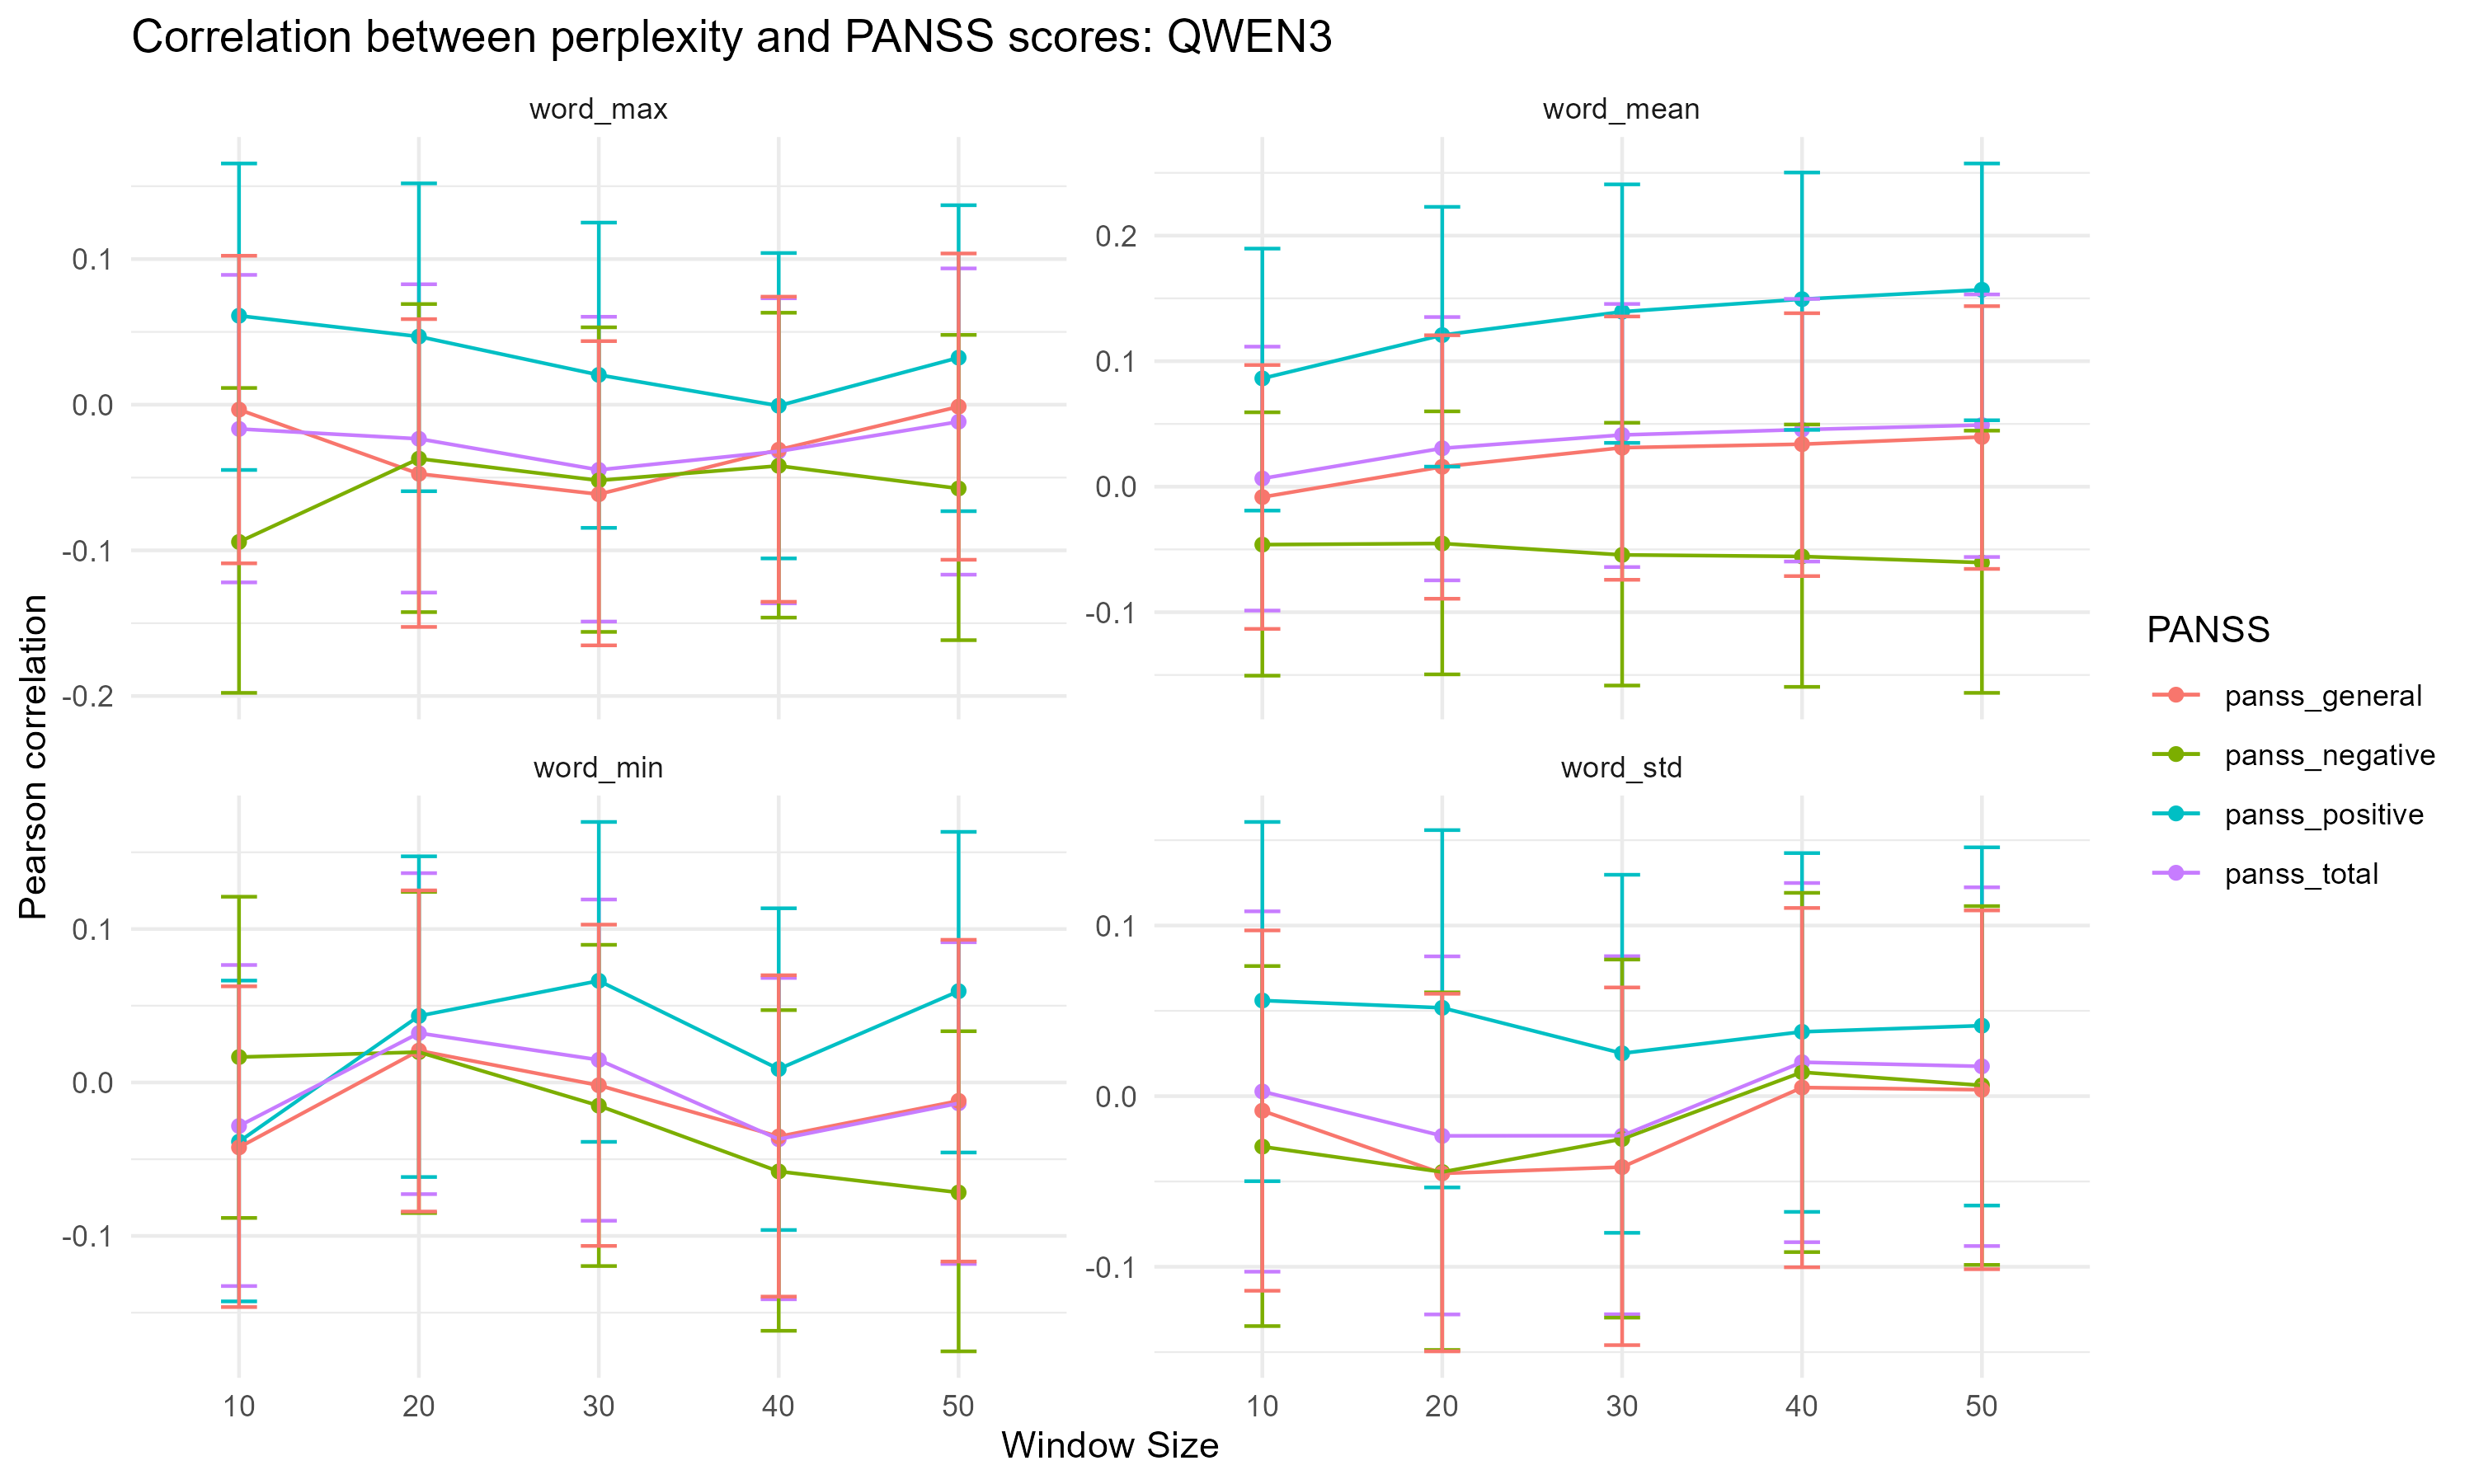 Correlation between perplexity and PANSS scores: QWEN3
word_max
word_mean
0.1
0.0
-0.1
-0.2
0.2
0.1
0.0
-0.1
word_min
word_std
0.1
0.0
-0.1
0.1
0.0
-0.1
10 20 30 40 50
10 20 30 40 50
Window Size
Pearson correlation
PANSS
panss_general
panss_negative
panss_positive
panss_total